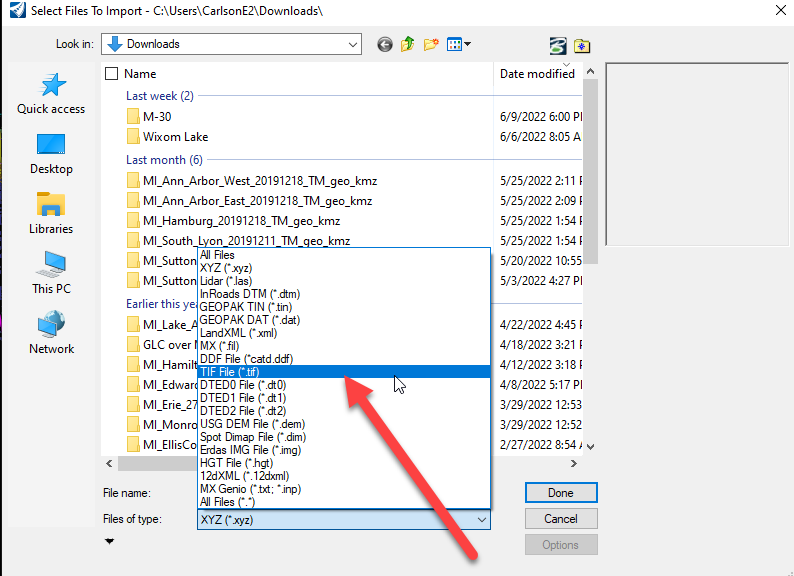 Select Files To Import - C:\Users\CarlsonE2\Downloads\
Look in: Downloads
Quick access
Desktop
Libraries
This PC
Network
Name Date modified
Last week (2)
M-30 6/9/2022 6:00 P
Wixom Lake 6/6/2022 8:05 A
Last month (6)
MI_Ann_Arbor_West_20191218_TM_geo_kmz 5/25/2022 2:11 P
MI_Ann_Arbor_East_20191218_TM_geo_kmz 5/25/2022 2:09 P
MI_Hamburg_20191218_TM_geo_kmz 5/25/2022 1:54 P
MI_South_Lyon_20191211_TM_geo_kmz 5/25/2022 1:54 P
MI_Sutton 5/20/2022 10:55
MI_Sutton 5/3/2022 4:27 P
Earlier this yea
MI_Lake_A 4/22/2022 4:45 P
GLC over M 4/18/2022 3:21 P
MI_Hamilt 4/12/2022 3:18 P
MI_Edward 4/8/2022 5:17 P
MI_Erie_27 3/29/2022 12:53
MI_Monro 3/29/2022 12:52
MI_EllisCo 2/27/2022 8:54 A
All Files
XYZ (*.xyz)
Lidar (*.las)
InRoads DTM (*.dtm)
GEOPAK TIN (*.tin)
GEOPAK DAT (*.dat)
LandXML (*.xml)
MX (*.fil)
DDF File (*catd.ddf)
TIF File (*.tif)
DTED0 File (*.dt0)
DTED1 File (*.dt1)
DTED2 File (*.dt2)
USG DEM File (*.dem)
Spot Dimap File (*.dim)
Erdas IMG File (*.img)
HGT File (*.hgt)
12dXML (*.12dxml)
MX Genio (*.txt; *.inp)
All Files (*.*)
File name:
Files of type: XYZ (*.xyz)
Done
Cancel
Options